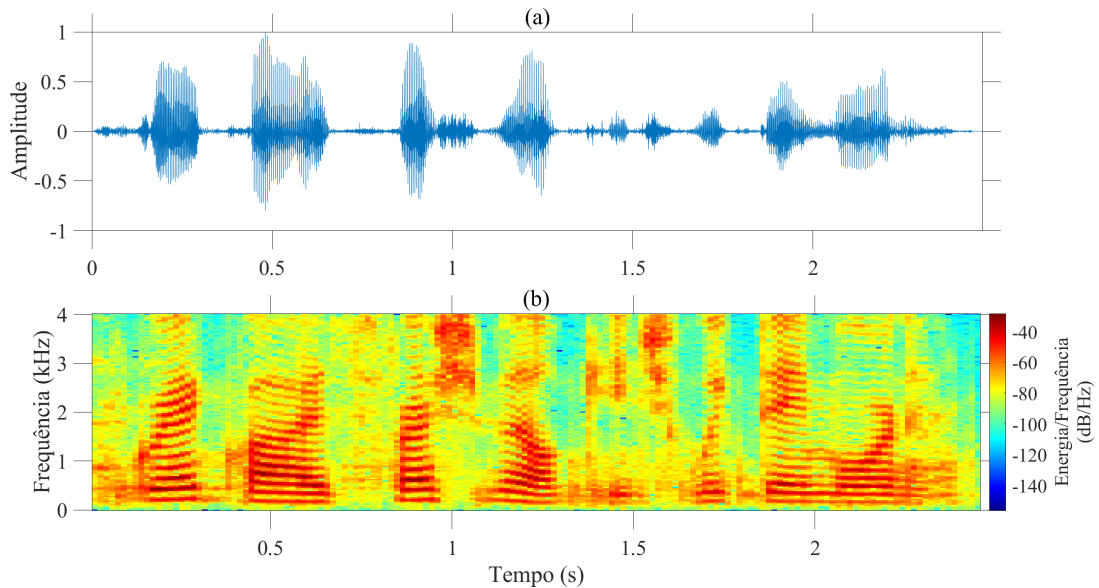 (a)
1
0.5
0
-0.5
-1
Amplitude
0 0.5 1 1.5 2
(b)
4
3
2
1
0
Frequência (kHz)
0.5 1 1.5 2
Tempo (s)
-40
-60
-80
-100
-120
-140
Energia/Frequência
(dB/Hz)